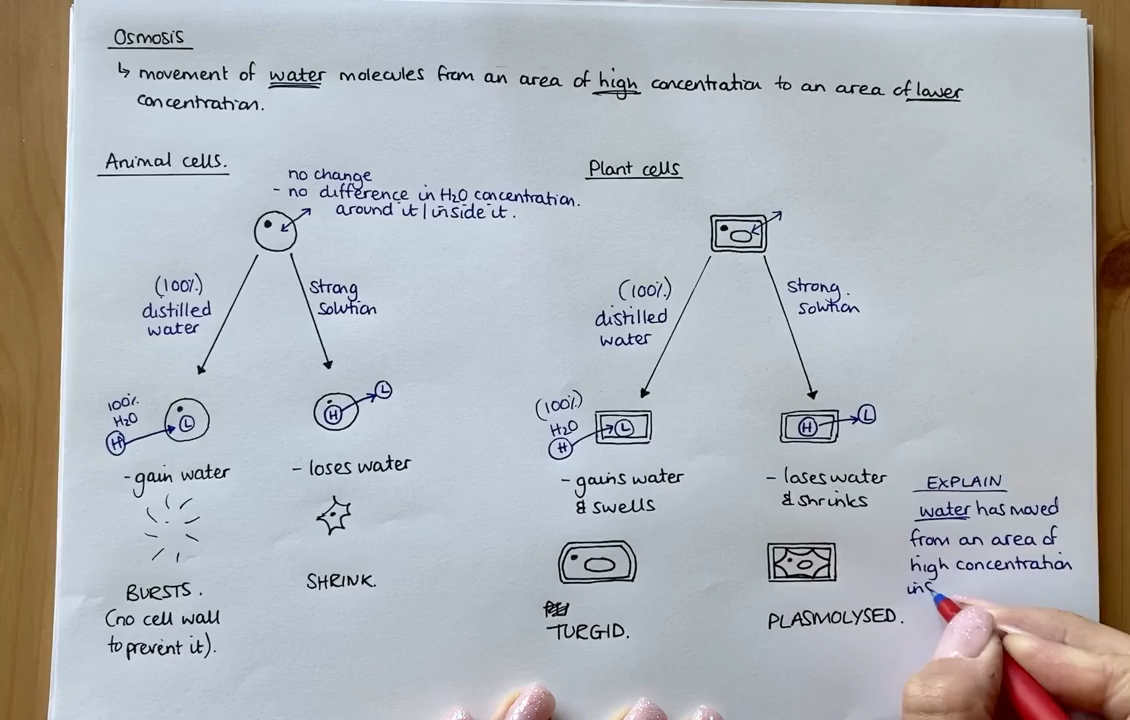 Osmosis
↳ movement of water molecules from an area of high concentration to an area of lower
concentration.
Animal cells.
no change
- no difference in H2O concentration.
around it / inside it.
(100%)
distilled
water
strong
solution
100%
H2O
H
L
H
L
- gain water
- loses water
BURSTS.
(no cell wall
to prevent it).
SHRINK.
Plant cells
(100%)
distilled
water
strong.
solution
(100%)
H2O
H
L
H
L
- gains water
& swells
- loses water
& shrinks
TURGID.
PLASMOLYSED.
EXPLAIN
water has moved
from an area of
high concentration
ins